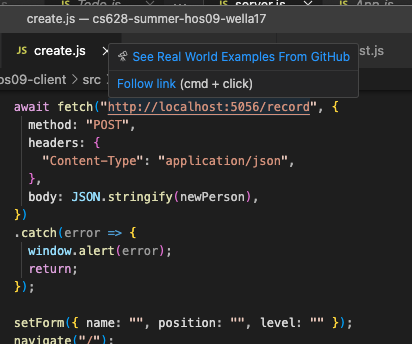 Todo.js
server.js
App.js
create.js — cs628-summer-hos09-wella17
create.js
See Real World Examples From GitHub
st.js
Follow link (cmd + click)
os09-client > src
await fetch("http://localhost:5056/record", {
method: "POST",
headers: {
"Content-Type": "application/json",
},
body: JSON.stringify(newPerson),
})
.catch(error => {
window.alert(error);
return;
});
setForm({ name: "", position: "", level: "" });
navigate("/");